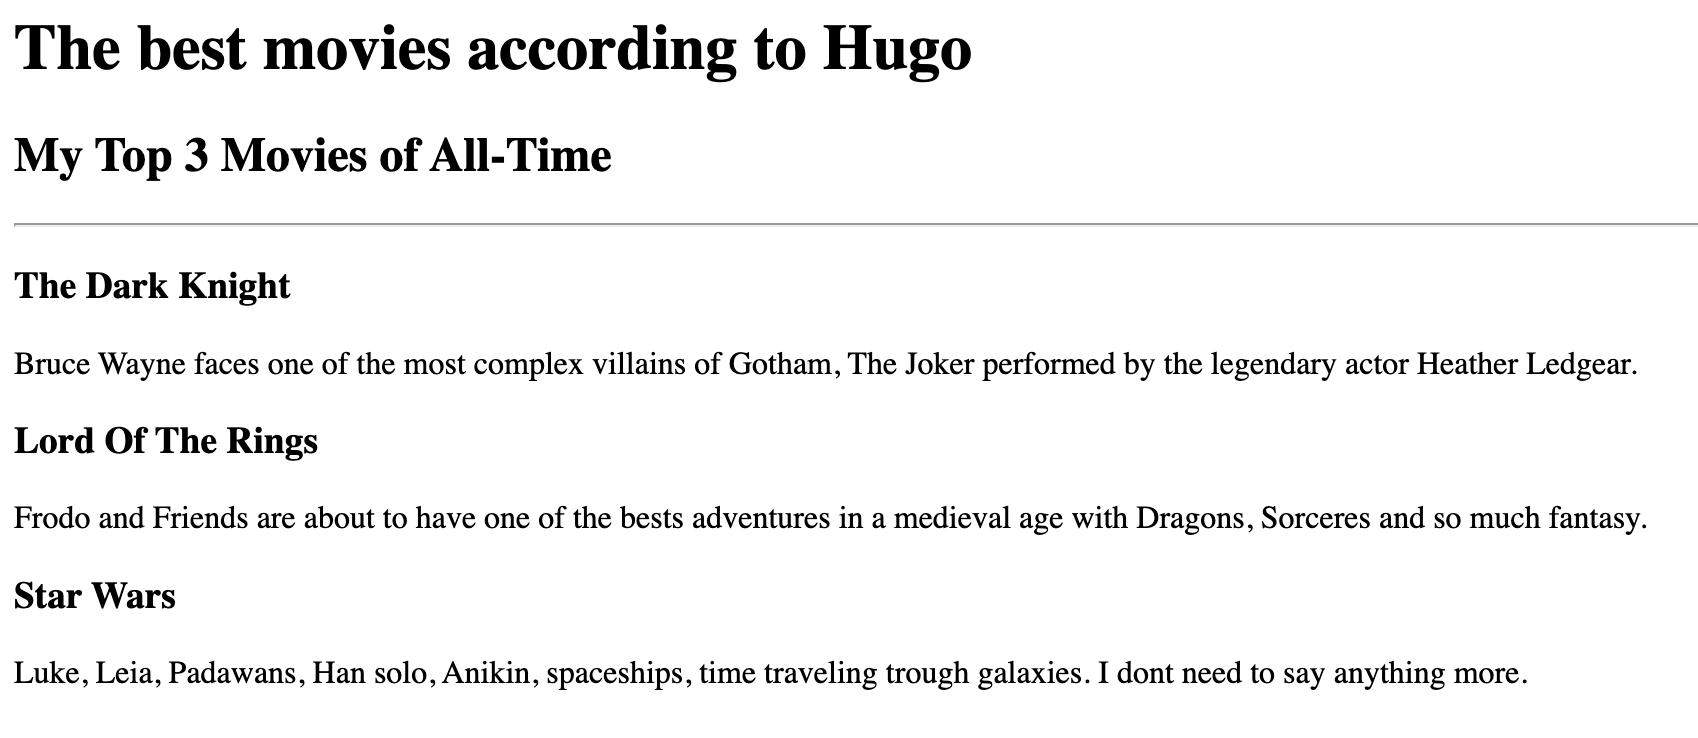 The best movies according to Hugo
My Top 3 Movies of All-Time
The Dark Knight
Bruce Wayne faces one of the most complex villains of Gotham, The Joker performed by the legendary actor Heather Ledgear.
Lord Of The Rings
Frodo and Friends are about to have one of the bests adventures in a medieval age with Dragons, Sorceres and so much fantasy.
Star Wars
Luke, Leia, Padawans, Han solo, Anikin, spaceships, time traveling trough galaxies. I dont need to say anything more.